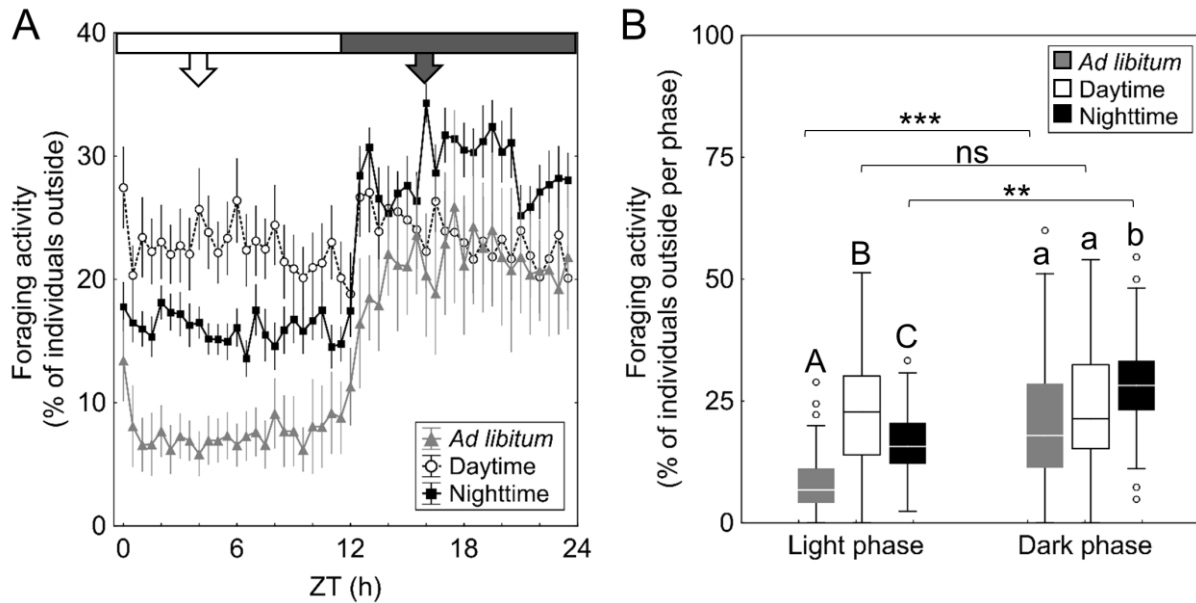 A
Foraging activity
(% of individuals outside)
40
30
20
10
0
Ad libitum
Daytime
Nighttime
0
6
12
18
24
ZT (h)
B
Foraging activity
(% of individuals outside per phase)
100
75
50
25
0
Ad libitum
Daytime
Nighttime
***
ns
**
A
B
C
a
a
b
Light phase
Dark phase